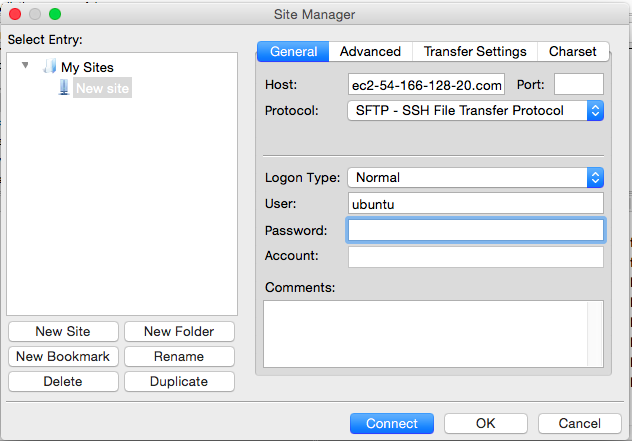 Site Manager
Select Entry:
My Sites
New site
New Site
New Folder
New Bookmark
Rename
Delete
Duplicate
General
Advanced
Transfer Settings
Charset
Host:
ec2-54-166-128-20.com
Port:
Protocol:
SFTP - SSH File Transfer Protocol
Logon Type:
Normal
User:
ubuntu
Password:
Account:
Comments:
Connect
OK
Cancel